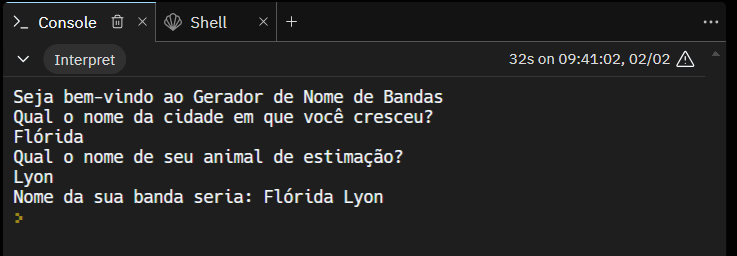 Console
Shell
Interpret
32s on 09:41:02, 02/02
Seja bem-vindo ao Gerador de Nome de Bandas
Qual o nome da cidade em que você cresceu?
Flórida
Qual o nome de seu animal de estimação?
Lyon
Nome da sua banda seria: Flórida Lyon